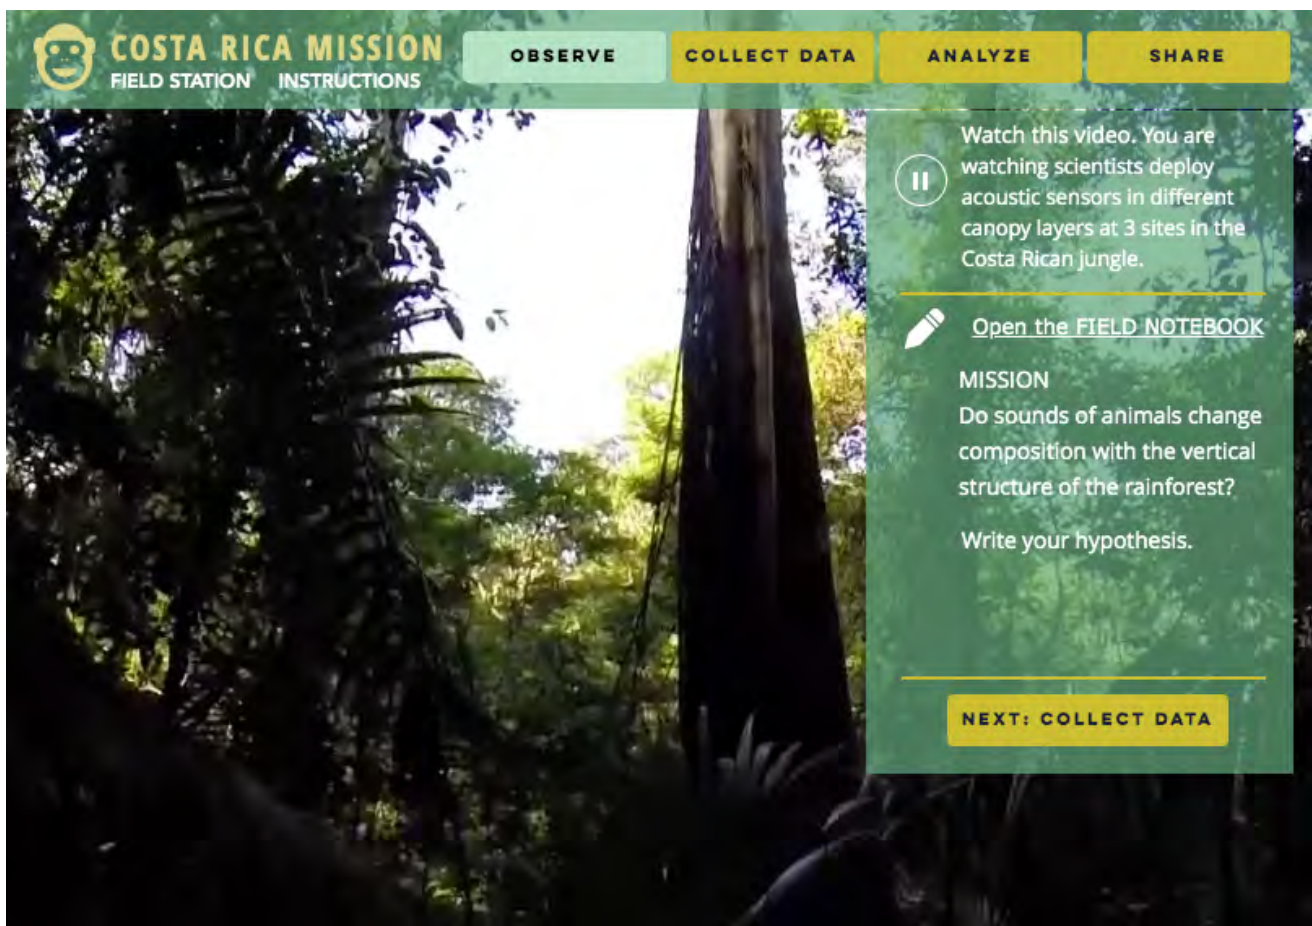 COSTA RICA MISSION
FIELD STATION INSTRUCTIONS
OBSERVE
COLLECT DATA
ANALYZE
SHARE
Watch this video. You are
watching scientists deploy
acoustic sensors in different
canopy layers at 3 sites in the
Costa Rican jungle.
Open the FIELD NOTEBOOK
MISSION
Do sounds of animals change
composition with the vertical
structure of the rainforest?
Write your hypothesis.
NEXT: COLLECT DATA